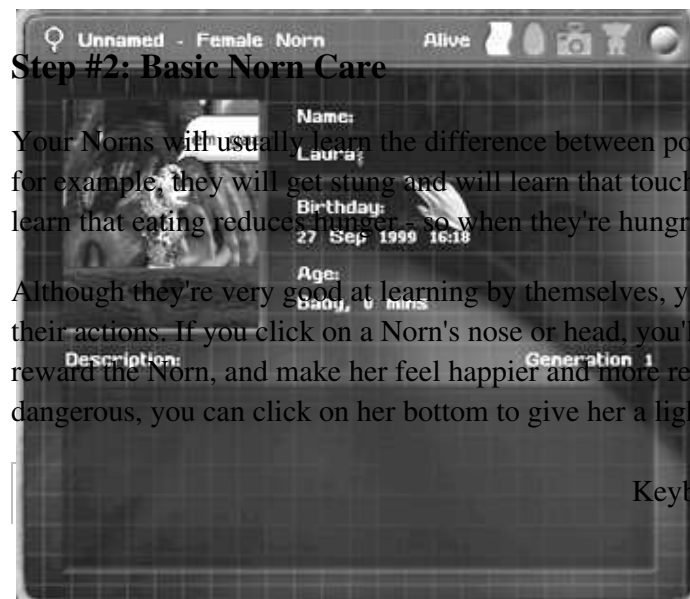 Unnamed - Female Norn Alive
Step #2: Basic Norn Care
Name:
Your Norns will usually learn the difference between po
Laura
for example, they will get stung and will learn that touch
Birthday:
learn that eating reduces hunger - so when they're hungr
27 Sep 1999 16:18
Age:
Although they're very good at learning by themselves, y
Baby, 0 mins
their actions. If you click on a Norn's nose or head, you'
Description: Generation 1
reward the Norn, and make her feel happier and more re
dangerous, you can click on her bottom to give her a lig
Keyb